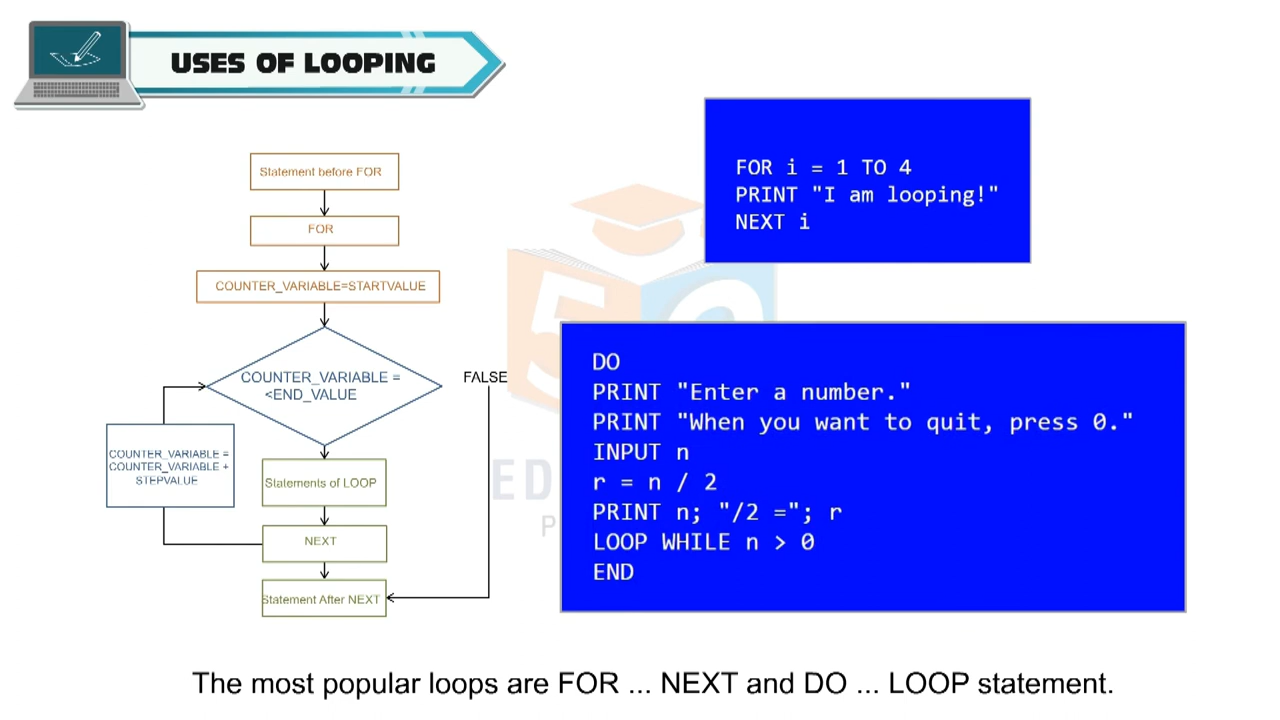 USES OF LOOPING
Statement before FOR
FOR
COUNTER_VARIABLE=STARTVALUE
COUNTER_VARIABLE =
<END_VALUE
FALSE
COUNTER_VARIABLE =
COUNTER_VARIABLE +
STEPVALUE
Statements of LOOP
NEXT
Statement After NEXT
FOR i = 1 TO 4
PRINT "I am looping!"
NEXT i
DO
PRINT "Enter a number."
PRINT "When you want to quit, press 0."
INPUT n
r = n / 2
PRINT n; "/2 ="; r
LOOP WHILE n > 0
END
The most popular loops are FOR ... NEXT and DO ... LOOP statement.